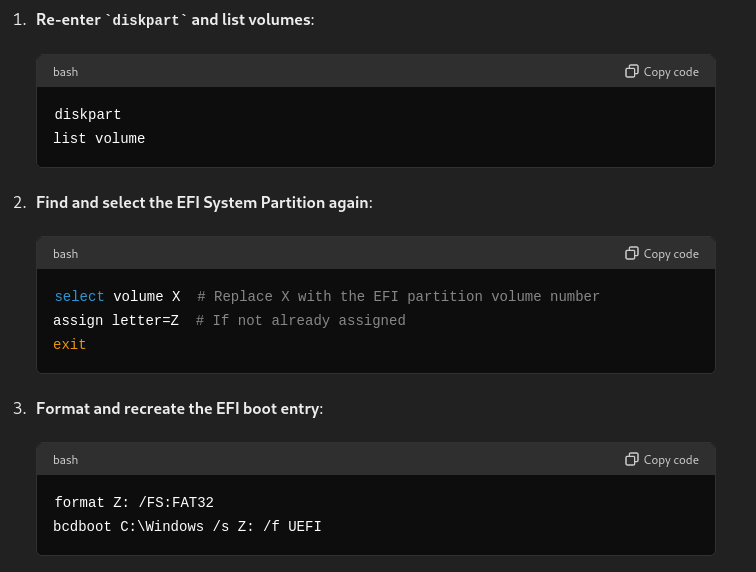 1. Re-enter `diskpart` and list volumes:
bash
Copy code
diskpart
list volume
2. Find and select the EFI System Partition again:
bash
Copy code
select volume X  # Replace X with the EFI partition volume number
assign letter=Z  # If not already assigned
exit
3. Format and recreate the EFI boot entry:
bash
Copy code
format Z: /FS:FAT32
bcdboot C:\Windows /s Z: /f UEFI